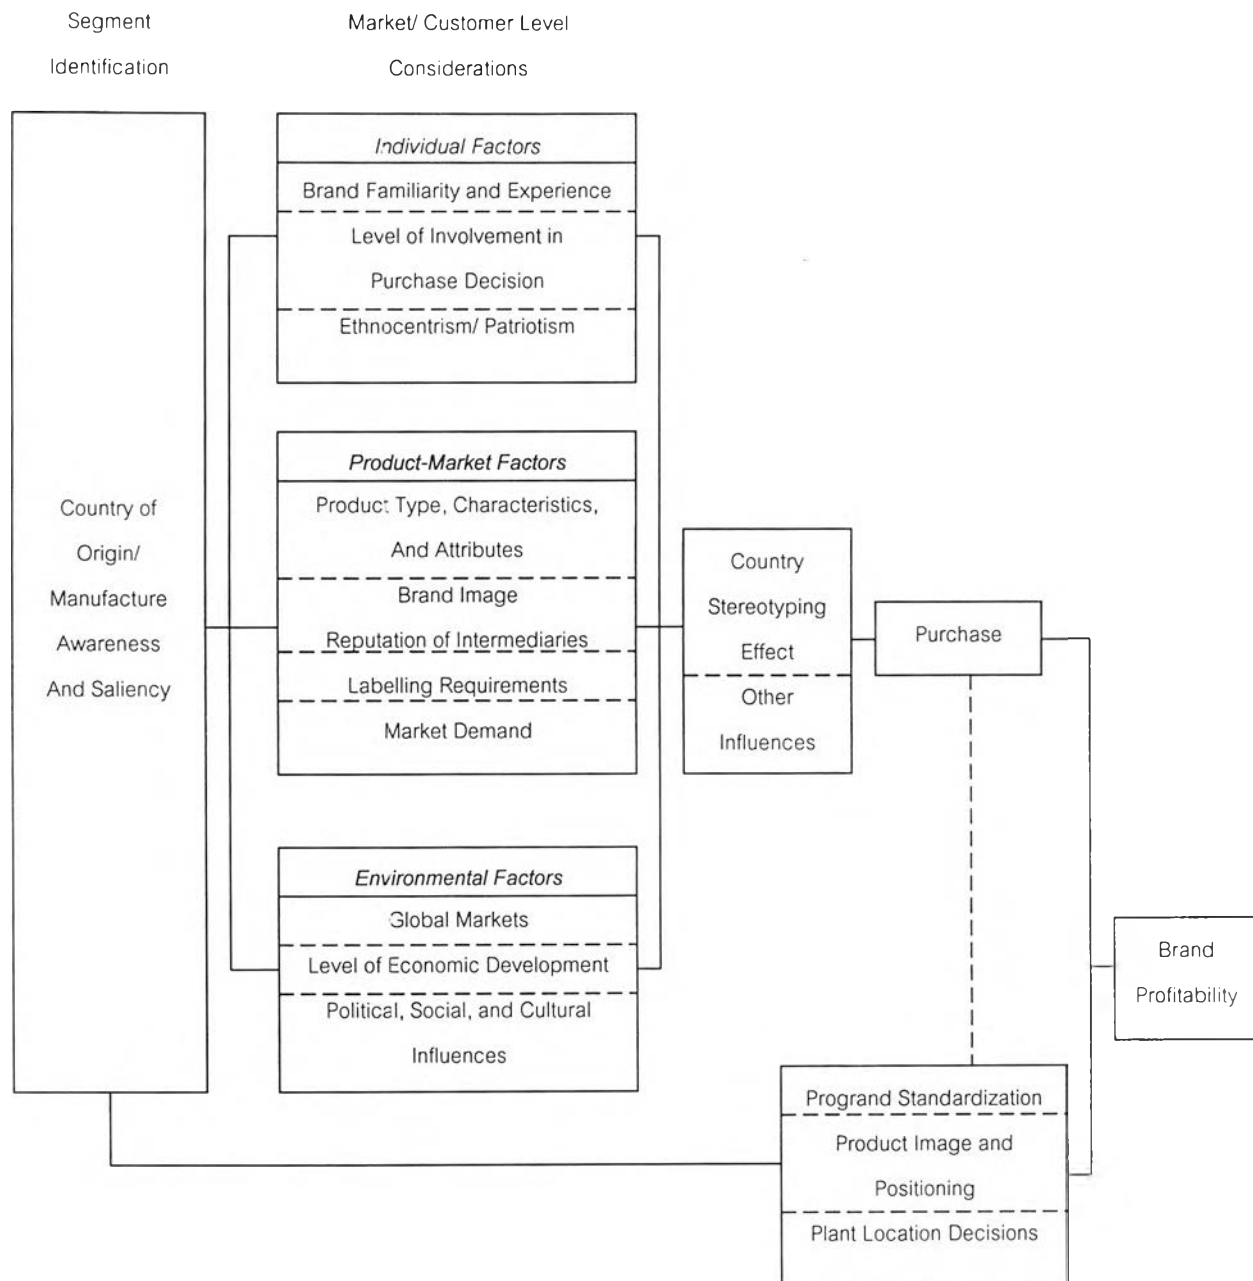 Segment
Identification
Market/ Customer Level
Considerations
Country of
Origin/
Manufacture
Awareness
And Saliency
Individual Factors
Brand Familiarity and Experience
Level of Involvement in
Purchase Decision
Ethnocentrism/ Patriotism
Product-Market Factors
Product Type, Characteristics,
And Attributes
Brand Image
Reputation of Intermediaries
Labelling Requirements
Market Demand
Environmental Factors
Global Markets
Level of Economic Development
Political, Social, and Cultural
Influences
Country
Stereotyping
Effect
Other
Influences
Purchase
Brand
Profitability
Progrand Standardization
Product Image and
Positioning
Plant Location Decisions